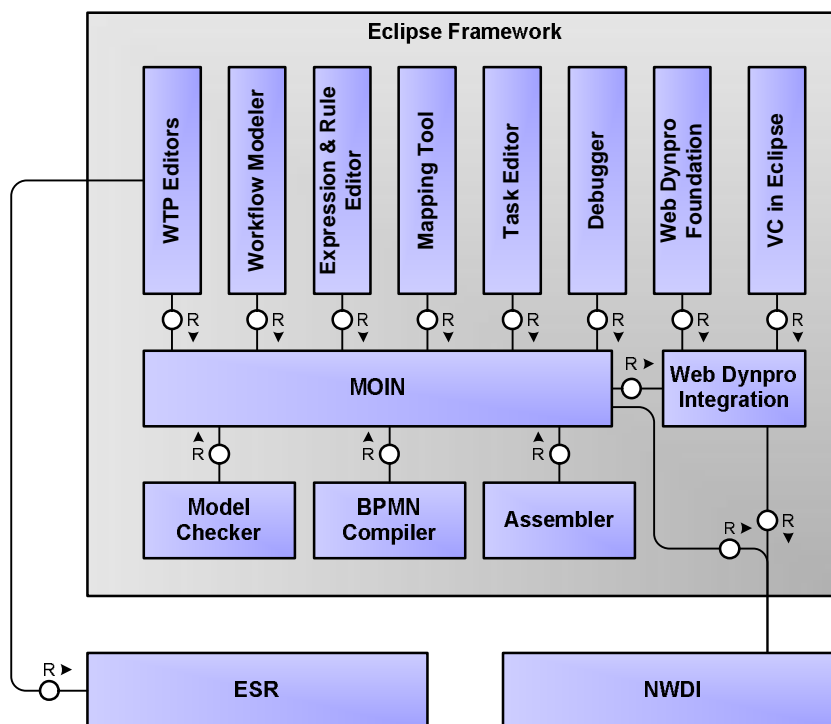 Eclipse Framework
WTP Editors
Workflow Modeler
Expression & Rule
Editor
Mapping Tool
Task Editor
Debugger
Web Dynpro
Foundation
VC in Eclipse
R
R
R
R
R
R
R
R
MOIN
R
Web Dynpro
Integration
R
R
R
Model
Checker
BPMN
Compiler
Assembler
R
R
R
ESR
NWDI